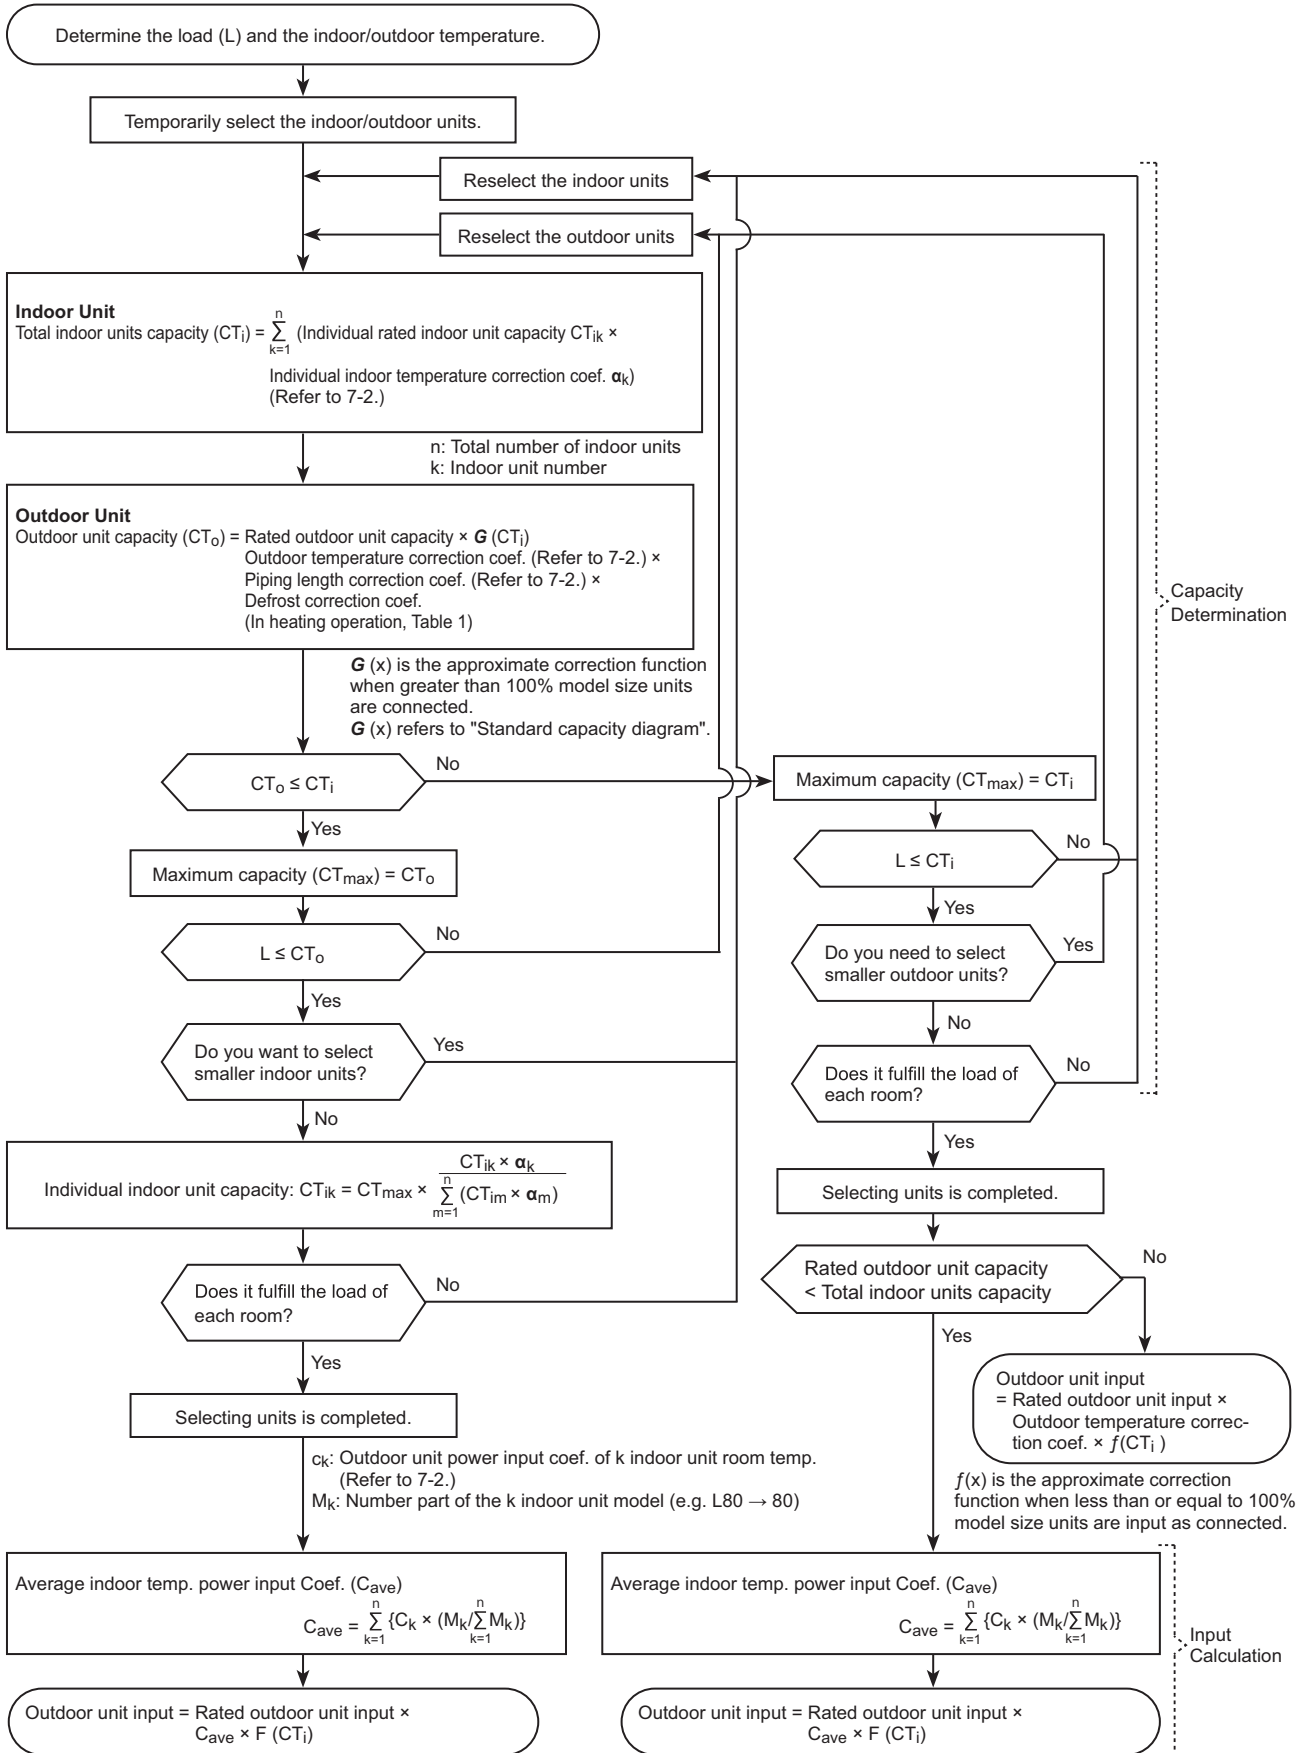 Determine the load (L) and the indoor/outdoor temperature.
Temporarily select the indoor/outdoor units.
Reselect the indoor units
Reselect the outdoor units
Indoor Unit
Total indoor units capacity (CTi) = n Σ k=1 (Individual rated indoor unit capacity CTik ×
Individual indoor temperature correction coef. αk)
(Refer to 7-2.)
n: Total number of indoor units
k: Indoor unit number
Outdoor Unit
Outdoor unit capacity (CTo) = Rated outdoor unit capacity × G (CTi)
Outdoor temperature correction coef. (Refer to 7-2.) ×
Piping length correction coef. (Refer to 7-2.) ×
Defrost correction coef.
(In heating operation, Table 1)
G (x) is the approximate correction function
when greater than 100% model size units
are connected.
G (x) refers to "Standard capacity diagram".
Capacity
Determination
CTo ≤ CTi
No
Yes
Maximum capacity (CTmax) = CTo
L ≤ CTo
No
Yes
Do you want to select
smaller indoor units?
Yes
No
Individual indoor unit capacity: CTik = CTmax × CTik × αk / n Σ m=1 (CTim × αm)
Does it fulfill the load of
each room?
No
Yes
Selecting units is completed.
ck: Outdoor unit power input coef. of k indoor unit room temp.
(Refer to 7-2.)
Mk: Number part of the k indoor unit model (e.g. L80 → 80)
Average indoor temp. power input Coef. (Cave)
Cave = n Σ k=1 {Ck × (Mk/ n Σ k=1 Mk)}
Outdoor unit input = Rated outdoor unit input ×
Cave × F (CTi)
Maximum capacity (CTmax) = CTi
L ≤ CTi
No
Yes
Do you need to select
smaller outdoor units?
Yes
No
Does it fulfill the load of
each room?
No
Yes
Selecting units is completed.
Rated outdoor unit capacity
< Total indoor units capacity
No
Yes
Outdoor unit input
= Rated outdoor unit input ×
Outdoor temperature correc-
tion coef. × ƒ(CTi )
ƒ(x) is the approximate correction
function when less than or equal to 100%
model size units are input as connected.
Average indoor temp. power input Coef. (Cave)
Cave = n Σ k=1 {Ck × (Mk/ n Σ k=1 Mk)}
Outdoor unit input = Rated outdoor unit input ×
Cave × F (CTi)
Input
Calculation